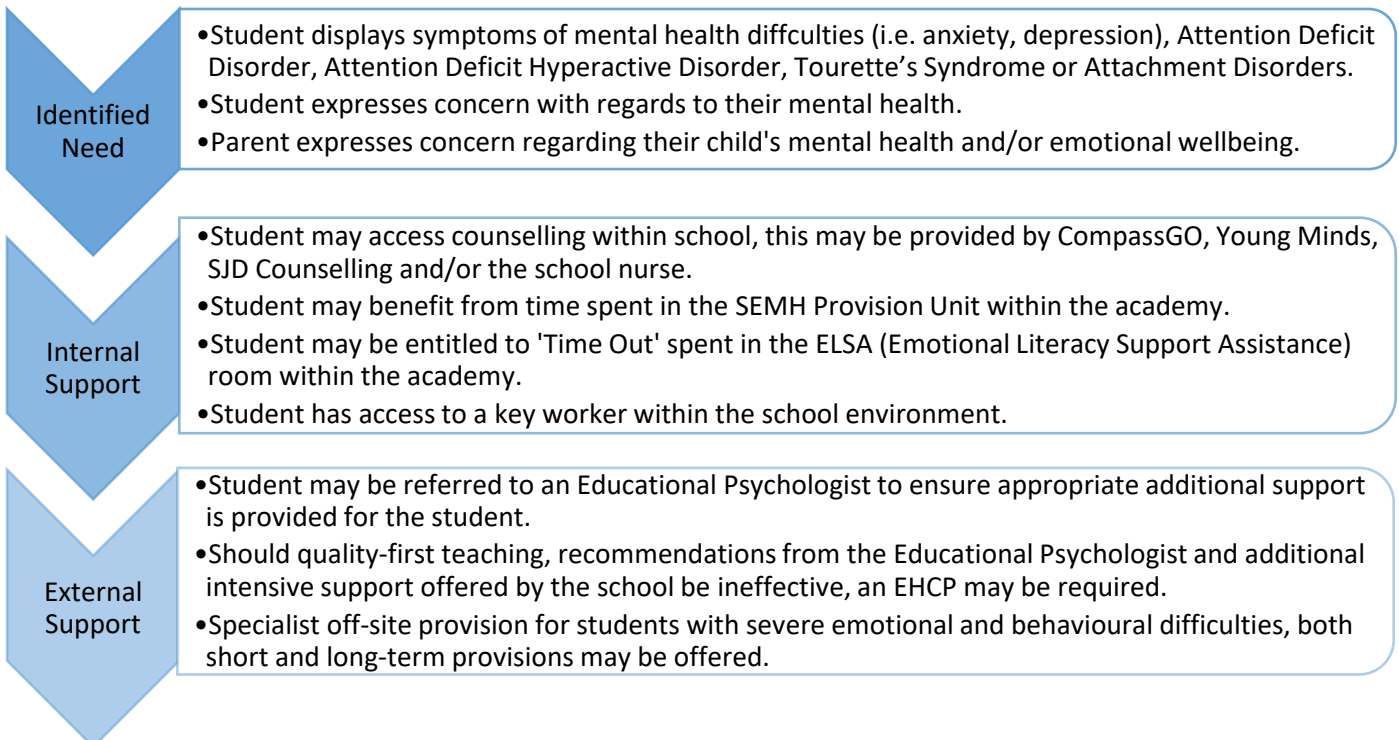 Identified
Need
•Student displays symptoms of mental health diffculties (i.e. anxiety, depression), Attention Deficit
Disorder, Attention Deficit Hyperactive Disorder, Tourette’s Syndrome or Attachment Disorders.
•Student expresses concern with regards to their mental health.
•Parent expresses concern regarding their child's mental health and/or emotional wellbeing.
Internal
Support
•Student may access counselling within school, this may be provided by CompassGO, Young Minds,
SJD Counselling and/or the school nurse.
•Student may benefit from time spent in the SEMH Provision Unit within the academy.
•Student may be entitled to 'Time Out' spent in the ELSA (Emotional Literacy Support Assistance)
room within the academy.
•Student has access to a key worker within the school environment.
External
Support
•Student may be referred to an Educational Psychologist to ensure appropriate additional support
is provided for the student.
•Should quality-first teaching, recommendations from the Educational Psychologist and additional
intensive support offered by the school be ineffective, an EHCP may be required.
•Specialist off-site provision for students with severe emotional and behavioural difficulties, both
short and long-term provisions may be offered.